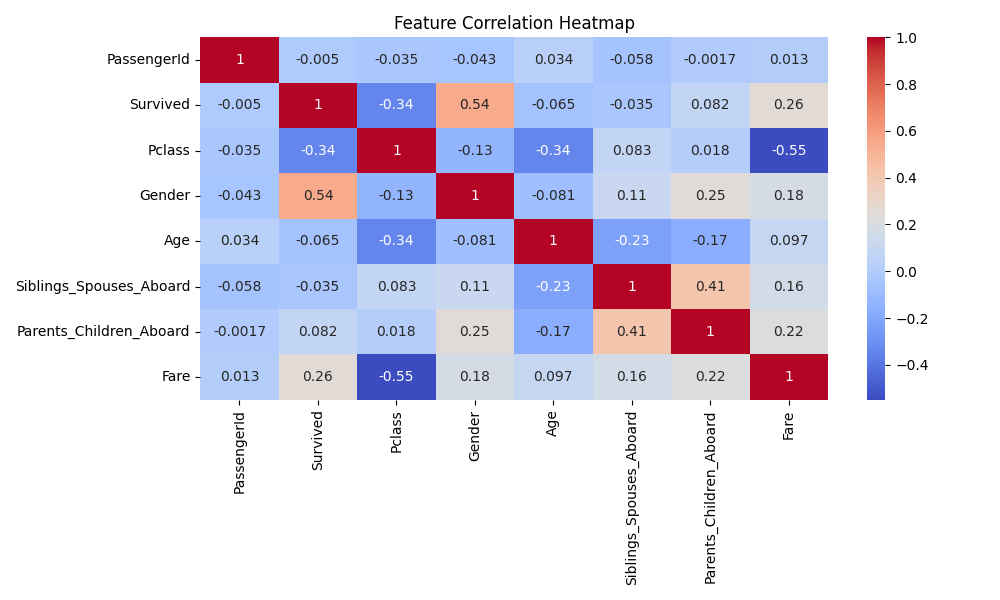 Feature Correlation Heatmap
PassengerId 1 -0.005 -0.035 -0.043 0.034 -0.058 -0.0017 0.013
Survived -0.005 1 -0.34 0.54 -0.065 -0.035 0.082 0.26
Pclass -0.035 -0.34 1 -0.13 -0.34 0.083 0.018 -0.55
Gender -0.043 0.54 -0.13 1 -0.081 0.11 0.25 0.18
Age 0.034 -0.065 -0.34 -0.081 1 -0.23 -0.17 0.097
Siblings_Spouses_Aboard -0.058 -0.035 0.083 0.11 -0.23 1 0.41 0.16
Parents_Children_Aboard -0.0017 0.082 0.018 0.25 -0.17 0.41 1 0.22
Fare 0.013 0.26 -0.55 0.18 0.097 0.16 0.22 1
PassengerId
Survived
Pclass
Gender
Age
Siblings_Spouses_Aboard
Parents_Children_Aboard
Fare
1.0
0.8
0.6
0.4
0.2
0.0
−0.2
−0.4